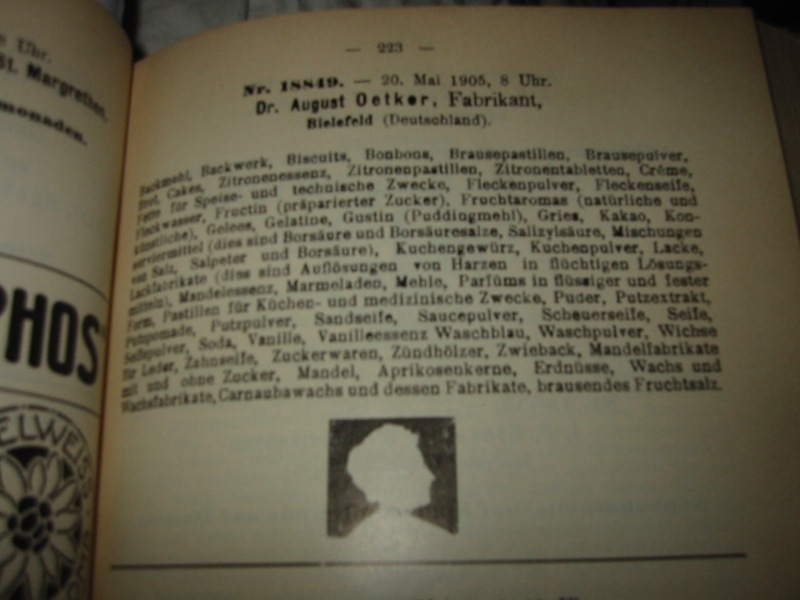 Uhr.
St. Margrethen,
monaden.
PHOS
ELWEISS
— 223 —
Nr. 18849. — 20. Mai 1905, 8 Uhr.
Dr. August Oetker, Fabrikant,
Bielefeld (Deutschland).
Backmehl, Backwerk, Biscuits, Bonbons, Brausepastillen, Brausepulver,
Brot, Cakes, Zitronenessenz, Zitronenpastillen, Zitronentabletten, Crême,
Fette für Speise- und technische Zwecke, Fleckenpulver, Fleckenseife,
Fleckwasser, Fructin (präparierter Zucker), Fruchtaromas (natürliche und
künstliche), Gelees, Gelatine, Gustin (Puddingmehl), Gries, Kakao, Kon-
serviermittel (dies sind Borsäure und Borsäuresalze, Salizylsäure, Mischungen
von Salz, Salpeter und Borsäure), Kuchengewürz, Kuchenpulver, Lacke,
Lackfabrikate (dies sind Auflösungen von Harzen in flüchtigen Lösungs-
mitteln), Mandelessenz, Marmeladen, Mehle, Parfüms in flüssiger und fester
Form, Pastillen für Küchen- und medizinische Zwecke, Puder, Putzextrakt,
Putzpomade, Putzpulver, Sandseife, Saucepulver, Scheuerseife, Seife,
Seifepulver, Soda, Vanille, Vanilleessenz Waschblau, Waschpulver, Wichse
für Leder, Zahnseife, Zuckerwaren, Zündhölzer, Zwieback, Mandelfabrikate
mit und ohne Zucker, Mandel, Aprikosenkerne, Erdnüsse, Wachs und
Wachsfabrikate, Carnaubawachs und dessen Fabrikate, brausendes Fruchtsalz.